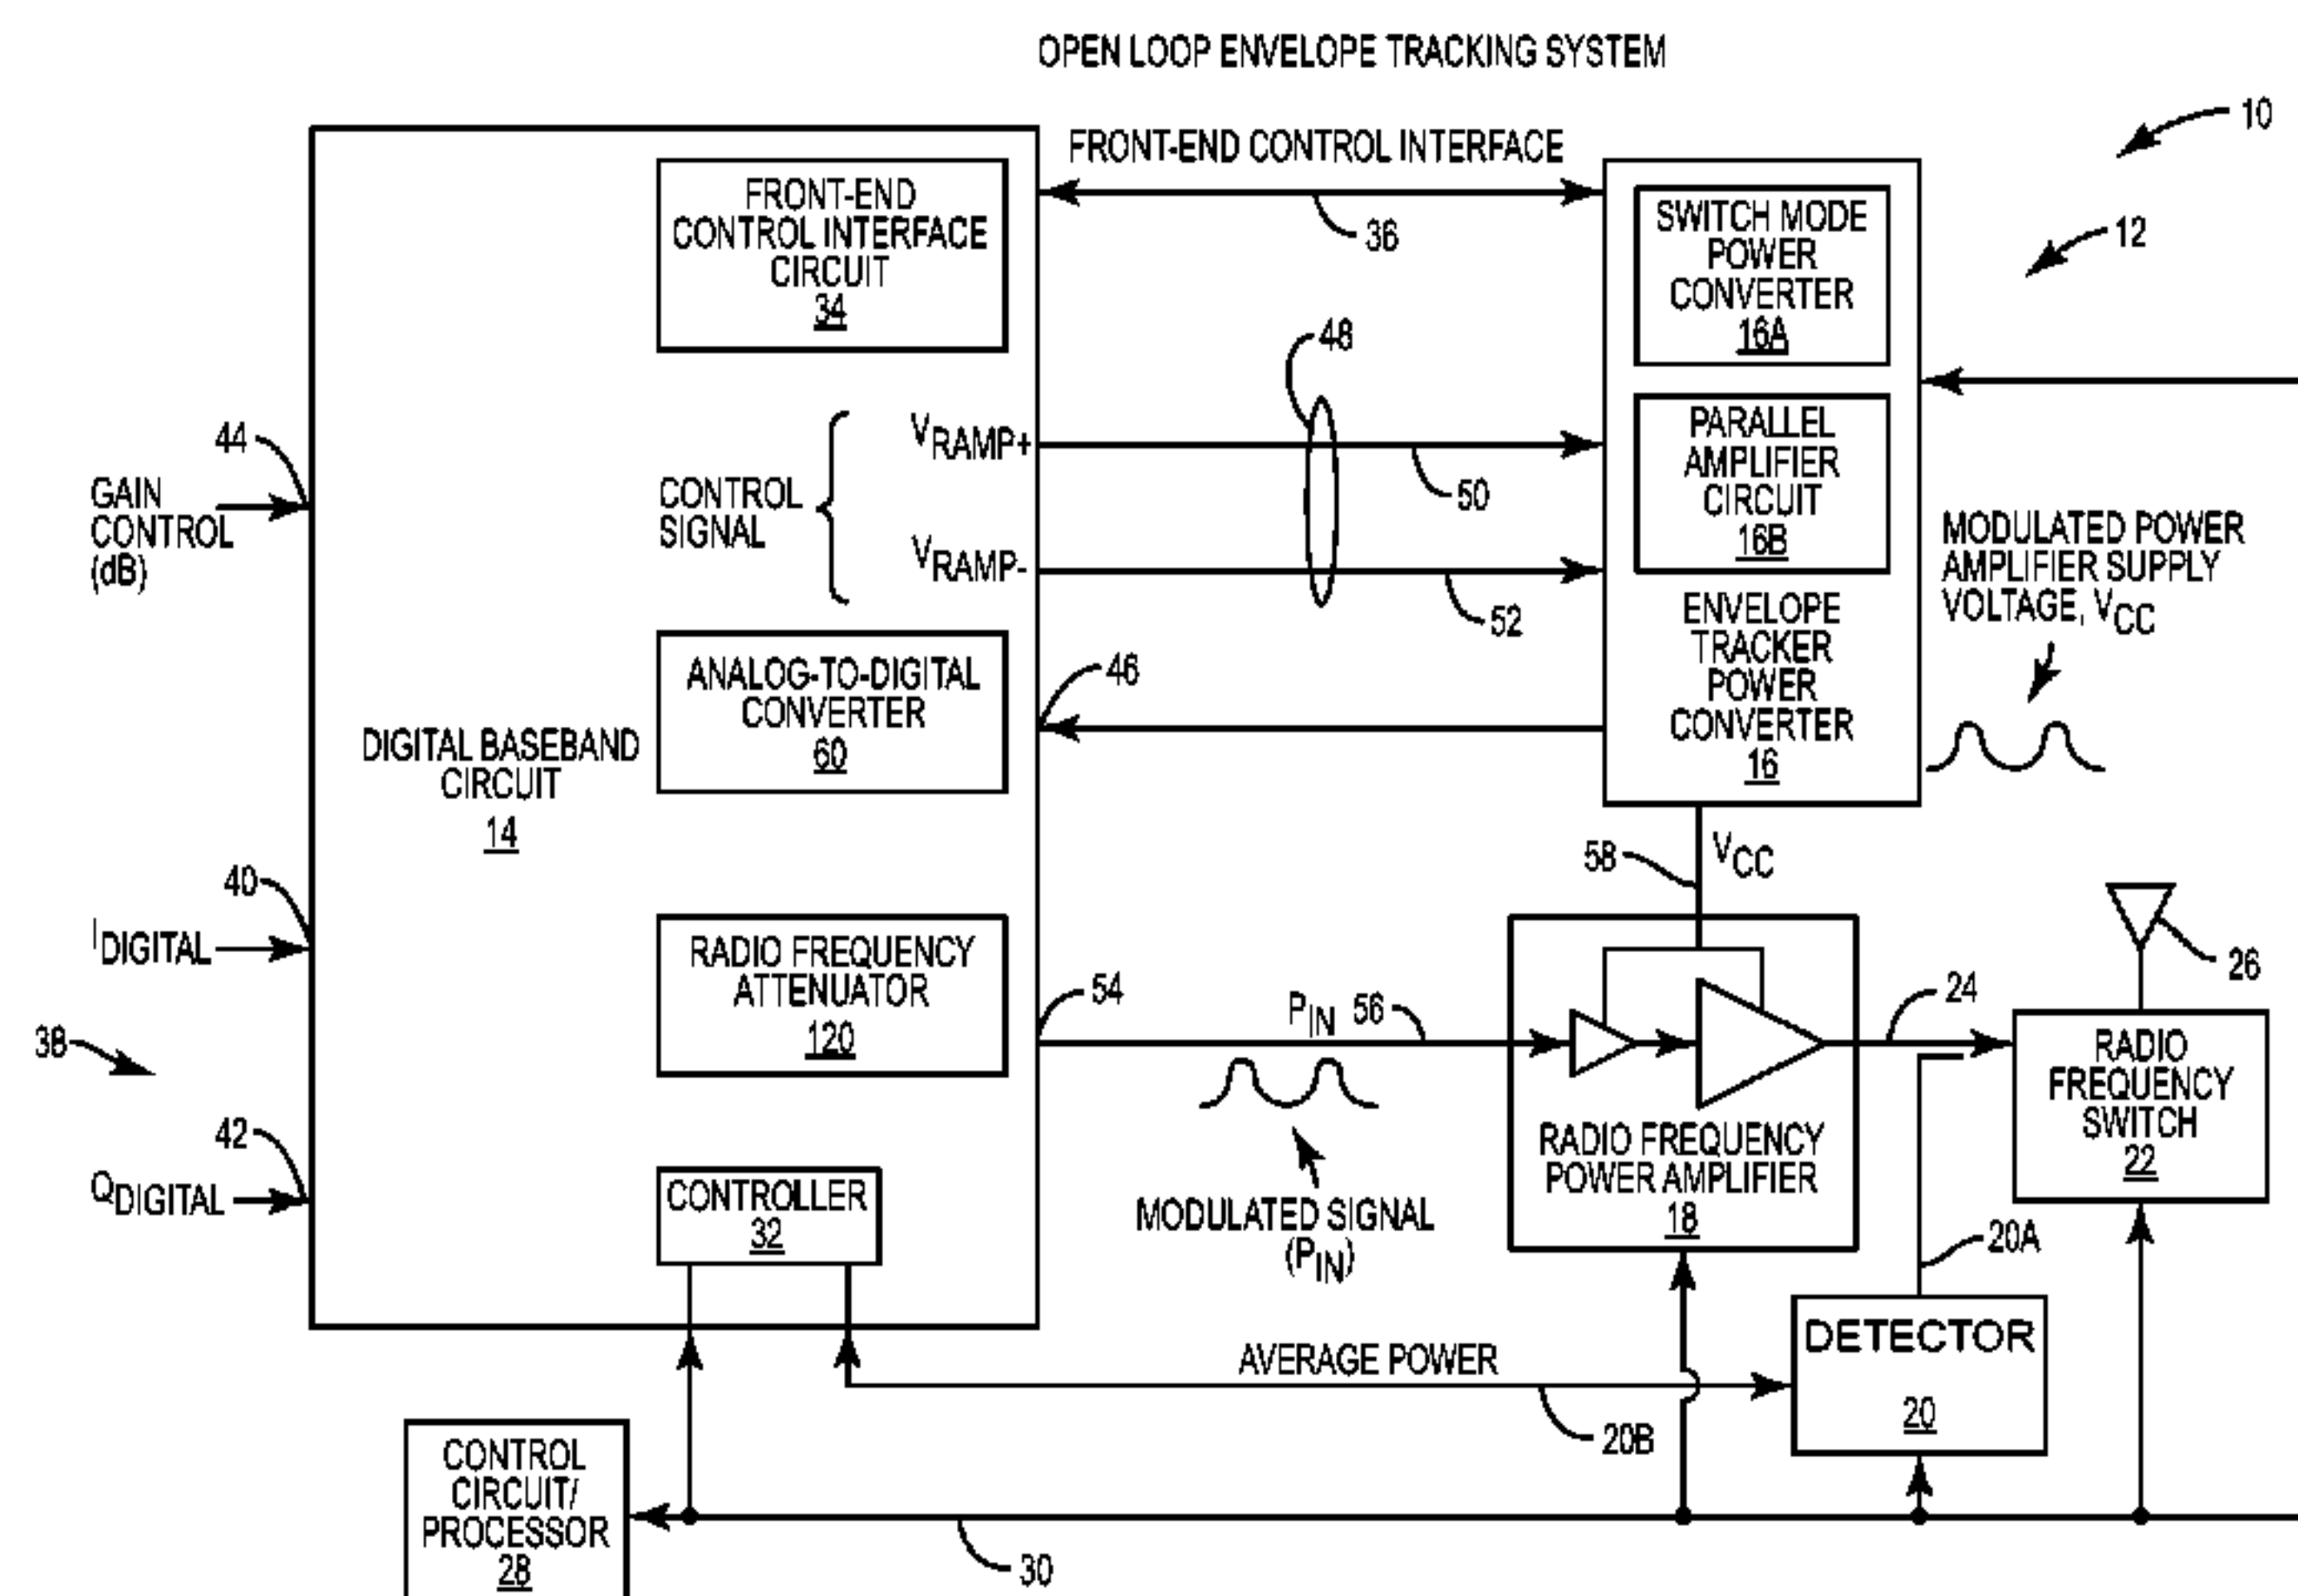 OPEN LOOP ENVELOPE TRACKING SYSTEM
10
12
FRONT-END CONTROL INTERFACE
36
FRONT-END
CONTROL INTERFACE
CIRCUIT
34
SWITCH MODE
POWER
CONVERTER
16A
48
44
GAIN
CONTROL
(dB)
CONTROL
SIGNAL
VRAMP+
50
VRAMP-
52
PARALLEL
AMPLIFIER
CIRCUIT
16B
MODULATED POWER
AMPLIFIER SUPPLY
VOLTAGE, VCC
ENVELOPE
TRACKER
POWER
CONVERTER
16
ANALOG-TO-DIGITAL
CONVERTER
60
46
DIGITAL BASEBAND
CIRCUIT
14
58
VCC
40
IDIGITAL
RADIO FREQUENCY
ATTENUATOR
120
54
PIN 56
24
26
38
RADIO
FREQUENCY
SWITCH
22
42
QDIGITAL
CONTROLLER
32
MODULATED SIGNAL
(PIN)
RADIO FREQUENCY
POWER AMPLIFIER
18
20A
AVERAGE POWER
20B
DETECTOR
20
CONTROL
CIRCUIT/
PROCESSOR
28
30